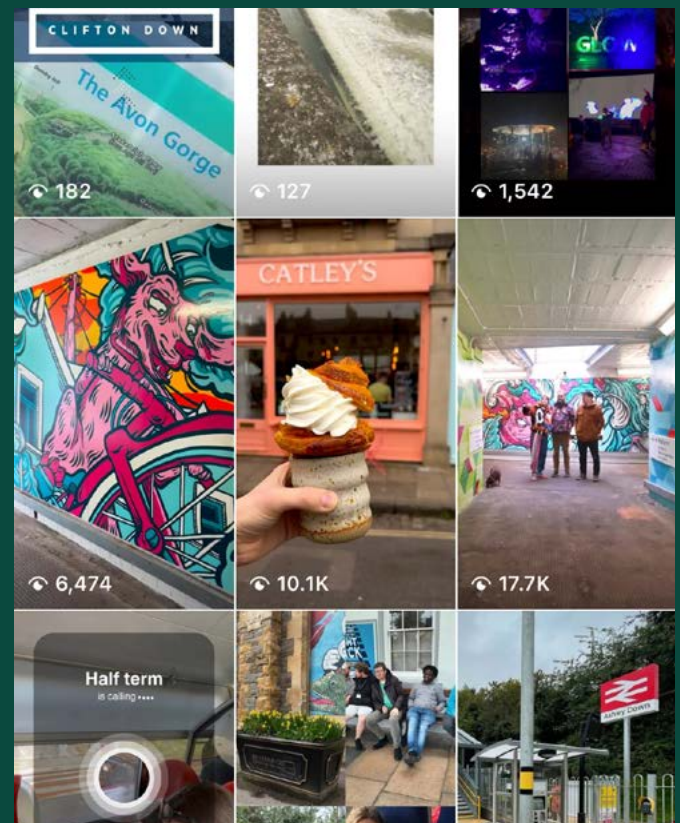 CLIFTON DOWN
The Avon Gorge
182
127
GLOW
1,542
CATLEY'S
6,474
10.1K
17.7K
Half term
is calling
Ashley Down